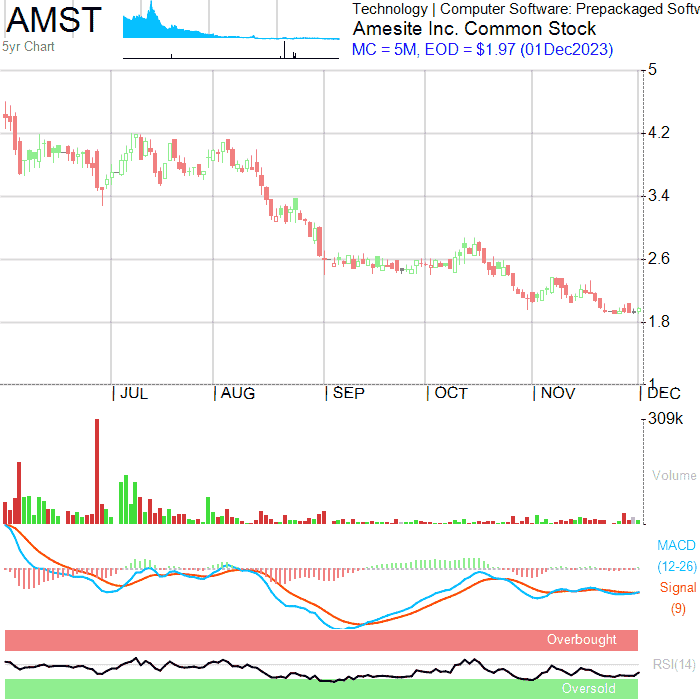 AMST
5yr Chart
Technology | Computer Software: Prepackaged Softw
Amesite Inc. Common Stock
MC = 5M, EOD = $1.97 (01Dec2023)
5
4.2
3.4
2.6
1.8
1
| JUL | AUG | SEP | OCT | NOV | DEC
309k
Volume
MACD
(12-26)
Signal
(9)
Overbought
RSI(14)
Oversold